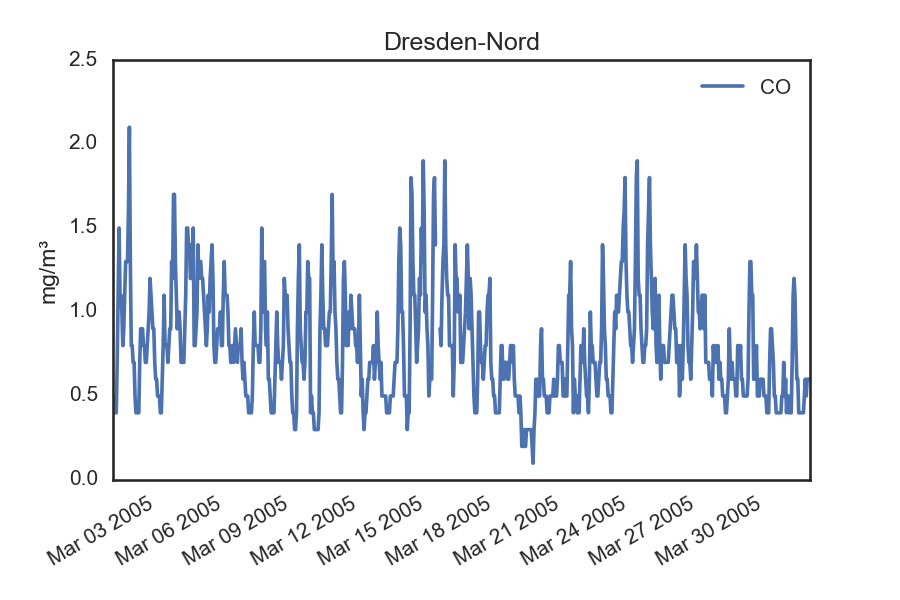 Dresden-Nord
2.5
2.0
1.5
1.0
0.5
0.0
mg/m³
CO
Mar 03 2005
Mar 06 2005
Mar 09 2005
Mar 12 2005
Mar 15 2005
Mar 18 2005
Mar 21 2005
Mar 24 2005
Mar 27 2005
Mar 30 2005